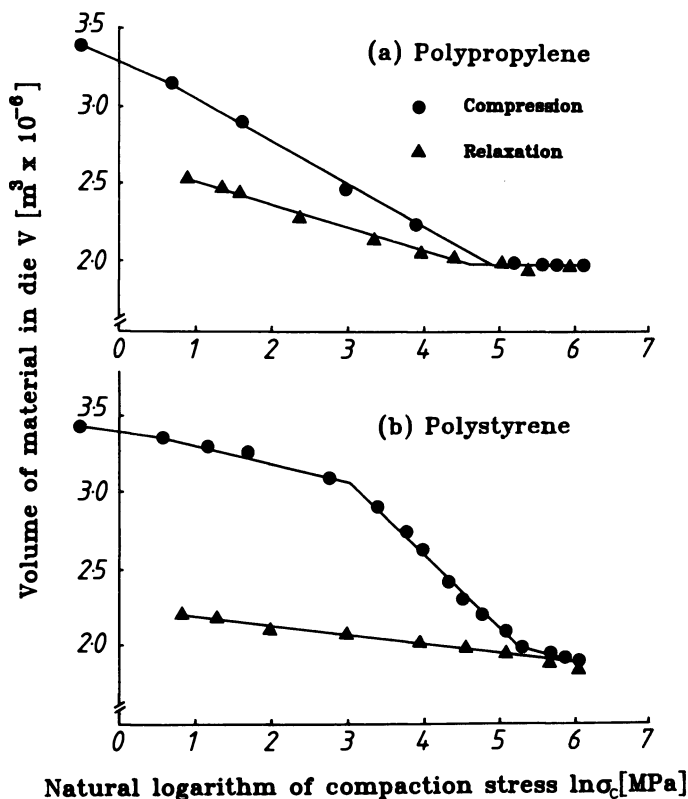 3·5
(a) Polypropylene
3·0
Compression
Relaxation
2·5
2·0
0 1 2 3 4 5 6 7
3·5
(b) Polystyrene
3·0
2·5
2·0
0 1 2 3 4 5 6 7
Volume of material in die V [m³ x 10⁻⁶]
Natural logarithm of compaction stress lnσc[MPa]